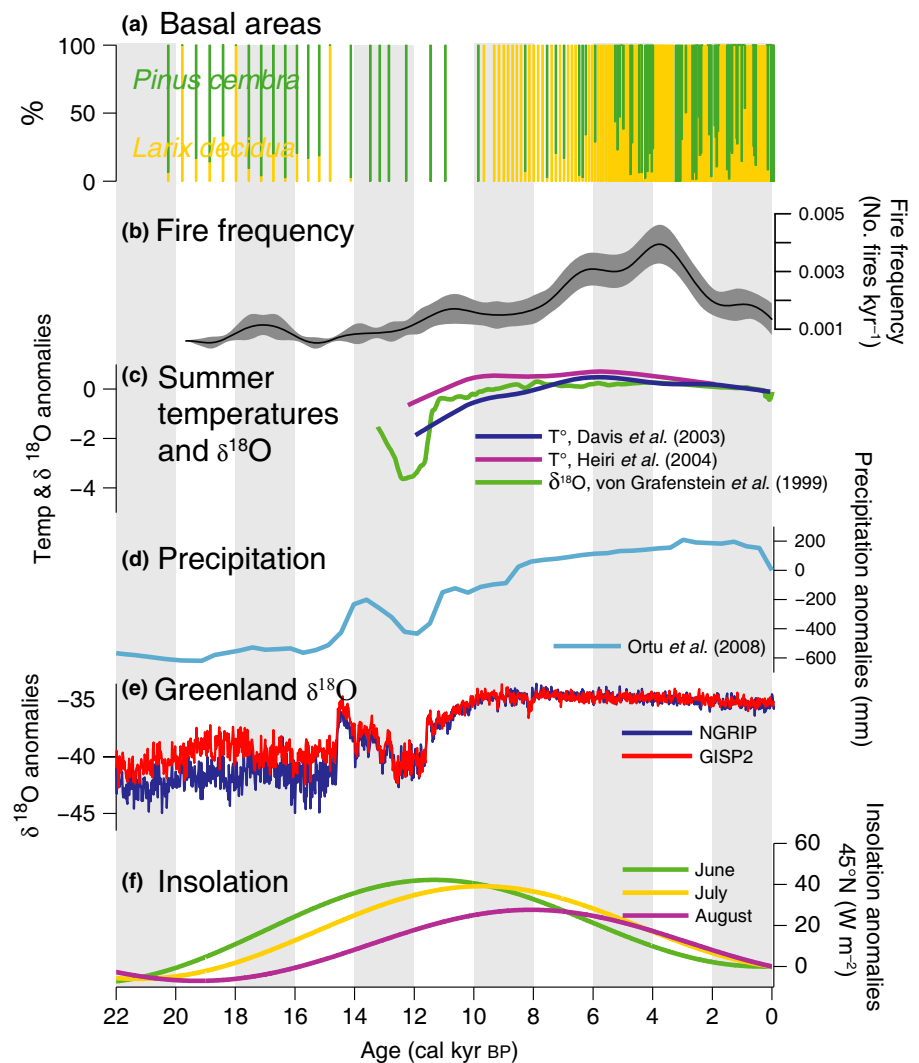 (a) Basal areas
100
50
0
%
Pinus cembra
Larix decidua
(b) Fire frequency
0.005
0.003
0.001
Fire frequency
(No. fires kyr⁻¹)
(c) Summer
temperatures
and δ¹⁸O
0
−2
−4
Temp & δ ¹⁸O anomalies
T°, Davis et al. (2003)
T°, Heiri et al. (2004)
δ¹⁸O, von Grafenstein et al. (1999)
(d) Precipitation
200
0
−200
−400
−600
Precipitation anomalies (mm)
Ortu et al. (2008)
(e) Greenland δ¹⁸O
−35
−40
−45
δ ¹⁸O anomalies
NGRIP
GISP2
(f) Insolation
60
40
20
0
Insolation anomalies
45°N (W m⁻²)
June
July
August
22 20 18 16 14 12 10 8 6 4 2 0
Age (cal kyr BP)